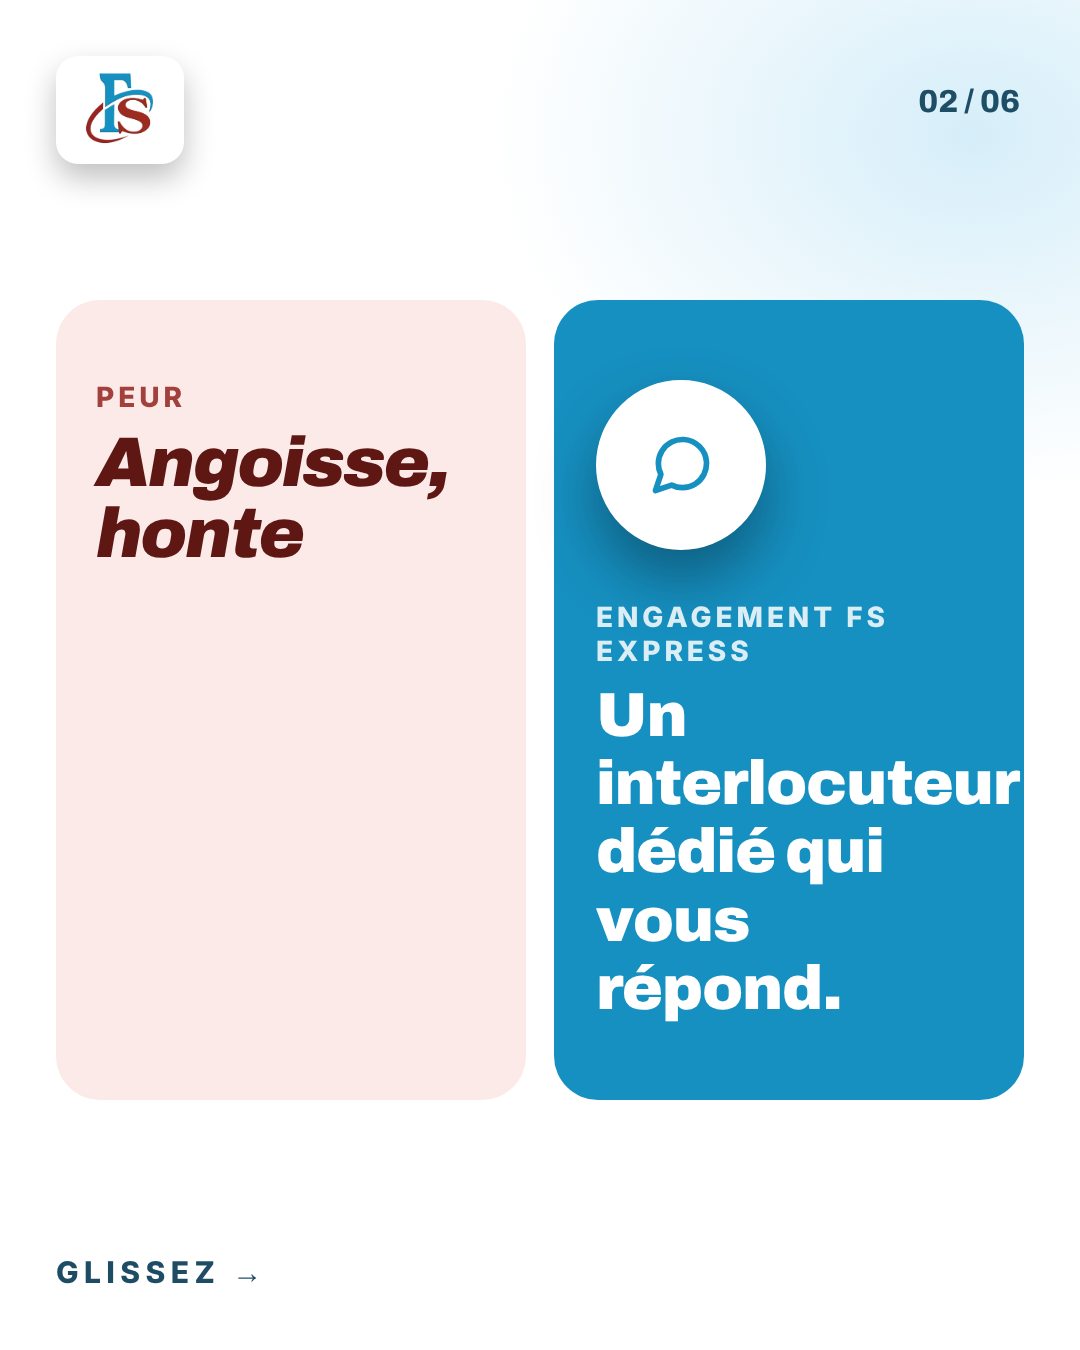 FS
02 / 06
PEUR
Angoisse,
honte
ENGAGEMENT FS
EXPRESS
Un
interlocuteur
dédié qui
vous
répond.
GLISSEZ →